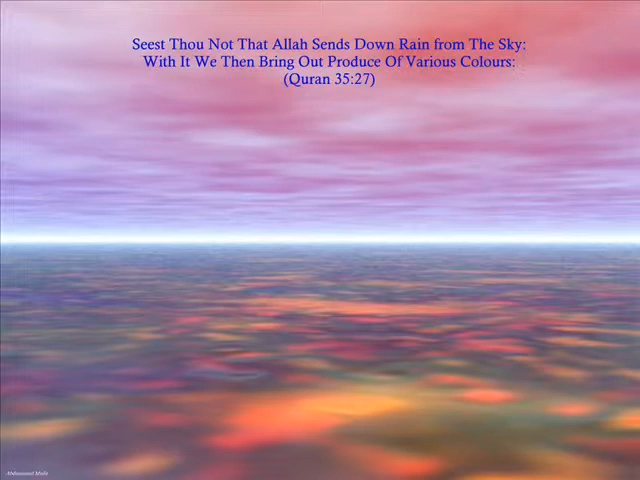 Seest Thou Not That Allah Sends Down Rain from The Sky:
With It We Then Bring Out Produce Of Various Colours:
(Quran 35:27)